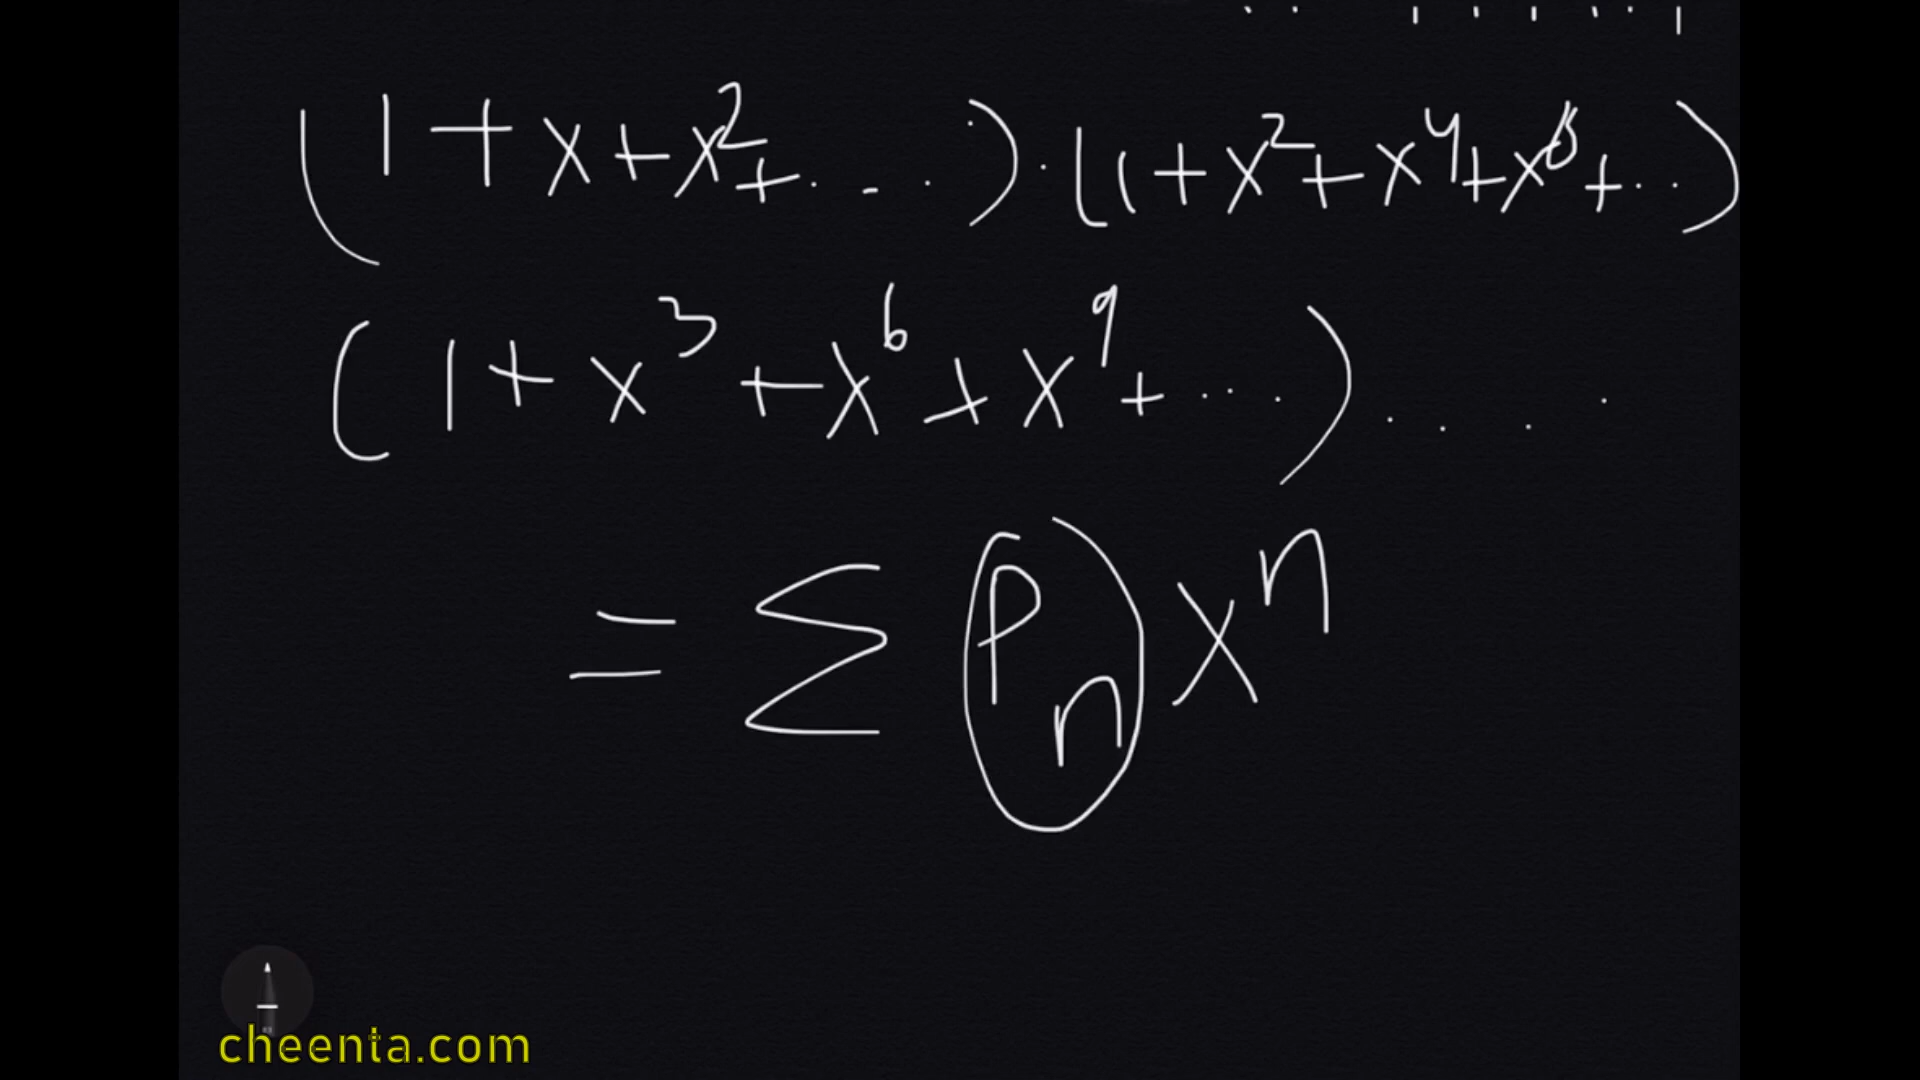 (1 + x + x² + . - . .) · (1 + x² + x⁴ + x⁶ + . . )
(1 + x³ + x⁶ + x⁹ + . . . ) . . . .
= Σ Pₙ xⁿ
cheenta.com